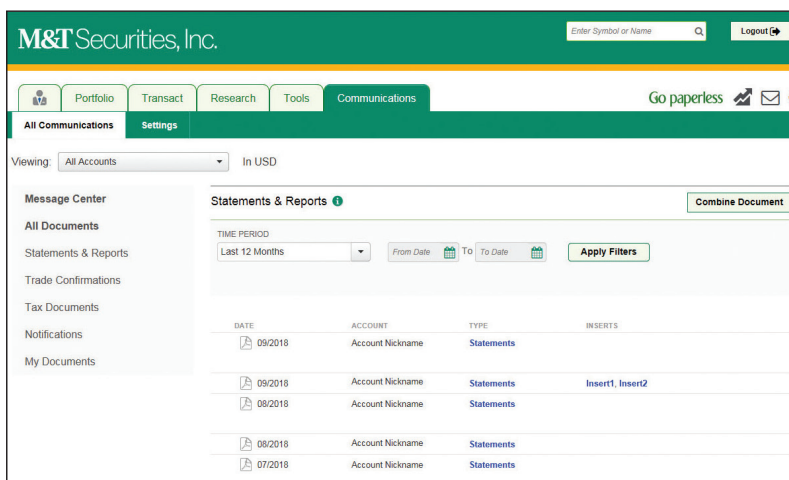 M&T Securities, Inc.
Enter Symbol or Name
Logout
Portfolio Transact Research Tools Communications
Go paperless
All Communications Settings
Viewing: All Accounts In USD
Message Center
All Documents
Statements & Reports
Trade Confirmations
Tax Documents
Notifications
My Documents
Statements & Reports
Combine Document
TIME PERIOD
Last 12 Months From Date To To Date Apply Filters
DATE ACCOUNT TYPE INSERTS
09/2018 Account Nickname Statements
09/2018 Account Nickname Statements Insert1, Insert2
08/2018 Account Nickname Statements
08/2018 Account Nickname Statements
07/2018 Account Nickname Statements